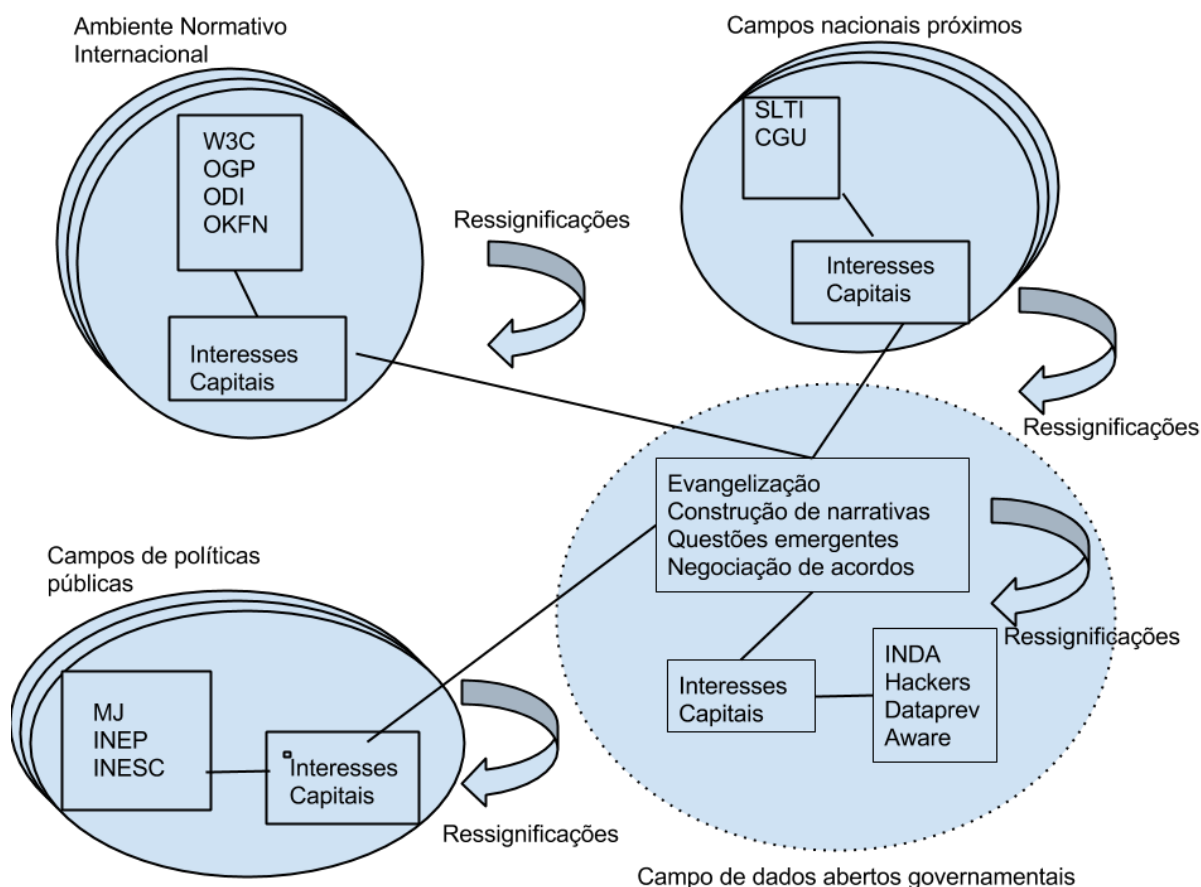 Ambiente Normativo
Internacional
W3C
OGP
ODI
OKFN
Interesses
Capitais
Ressignificações
Campos nacionais próximos
SLTI
CGU
Interesses
Capitais
Ressignificações
Evangelização
Construção de narrativas
Questões emergentes
Negociação de acordos
Ressignificações
Interesses
Capitais
INDA
Hackers
Dataprev
Aware
Campo de dados abertos governamentais
Campos de políticas
públicas
MJ
INEP
INESC
Interesses
Capitais
Ressignificações